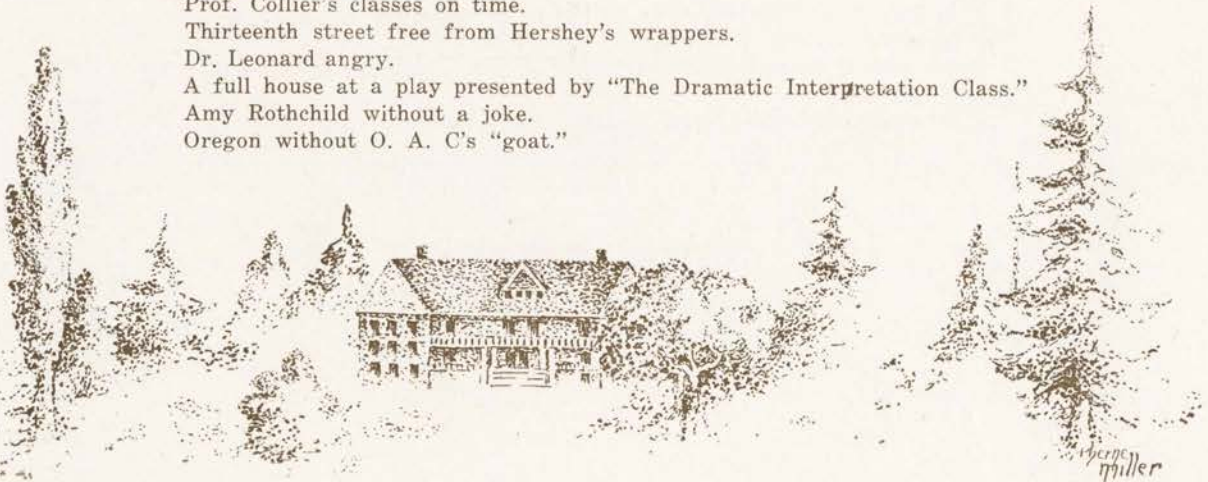 Prof. Collier's classes on time.
Thirteenth street free from Hershey's wrappers.
Dr. Leonard angry.
A full house at a play presented by “The Dramatic Interpretation Class.”
Amy Rothchild without a joke.
Oregon without O. A. C's “goat.”
miller